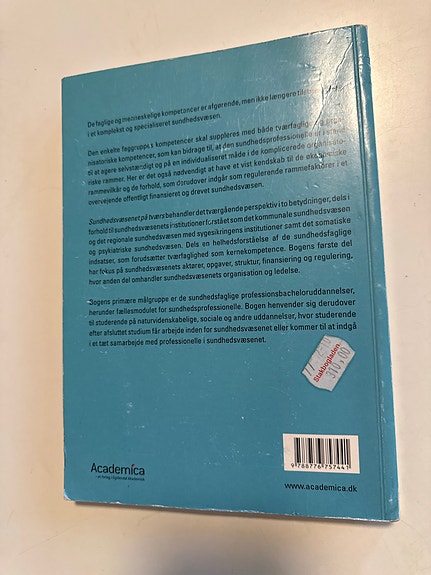 De faglige og menneskelige kompetencer er afgørende, men ikke længere
i et komplekst og specialiseret sundhedsvæsen.
Den enkelte faggruppes kompetencer skal suppleres med både tværfaglige
nisatoriske kompetencer, som kan bidrage til, at den sundhedsprofessionelle er i stand
til at agere selvstændigt og på en individualiseret måde i de komplicerede organisato-
riske rammer. Her er det også nødvendigt at have et vist kendskab til de økonomiske
rammevilkår og de forhold, som derudover indgår som regulerende rammefaktorer i et
overvejende offentligt finansieret og drevet sundhedsvæsen.
Sundhedsvæsenet på tværs behandler det tværgående perspektiv i to betydninger, dels i
forhold til sundhedsvæsenets institutioner forstået som det kommunale sundhedsvæsen
og det regionale sundhedsvæsen med sygesikringens institutioner samt det somatiske
og psykiatriske sundhedsvæsen. Dels en helhedsforståelse af de sundhedsfaglige
indsatser, som forudsætter tværfaglighed som kernekompetence. Bogens første del
har fokus på sundhedsvæsenets aktører, opgaver, struktur, finansiering og regulering,
hvor anden del omhandler sundhedsvæsenets organisation og ledelse.
Bogens primære målgruppe er de sundhedsfaglige professionsbacheloruddannelser,
herunder fællesmodulet for sundhedsprofessionelle. Bogen henvender sig derudover
til studerende på naturvidenskabelige, sociale og andre uddannelser, hvor studerende
efter afsluttet studium får arbejde inden for sundhedsvæsenet eller kommer til at indgå
i et tæt samarbejde med professionelle i sundhedsvæsenet.
Stakbogladen
310,00
9788776757441
Academica
www.academica.dk